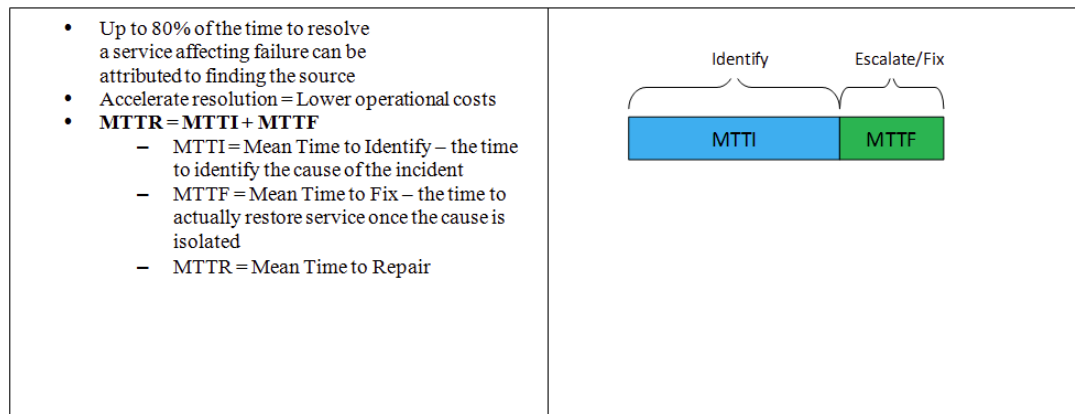 • Up to 80% of the time to resolve
a service affecting failure can be
attributed to finding the source
• Accelerate resolution = Lower operational costs
• MTTR = MTTI + MTTF
– MTTI = Mean Time to Identify – the time
to identify the cause of the incident
– MTTF = Mean Time to Fix – the time to
actually restore service once the cause is
isolated
– MTTR = Mean Time to Repair
Identify Escalate/Fix
MTTI MTTF